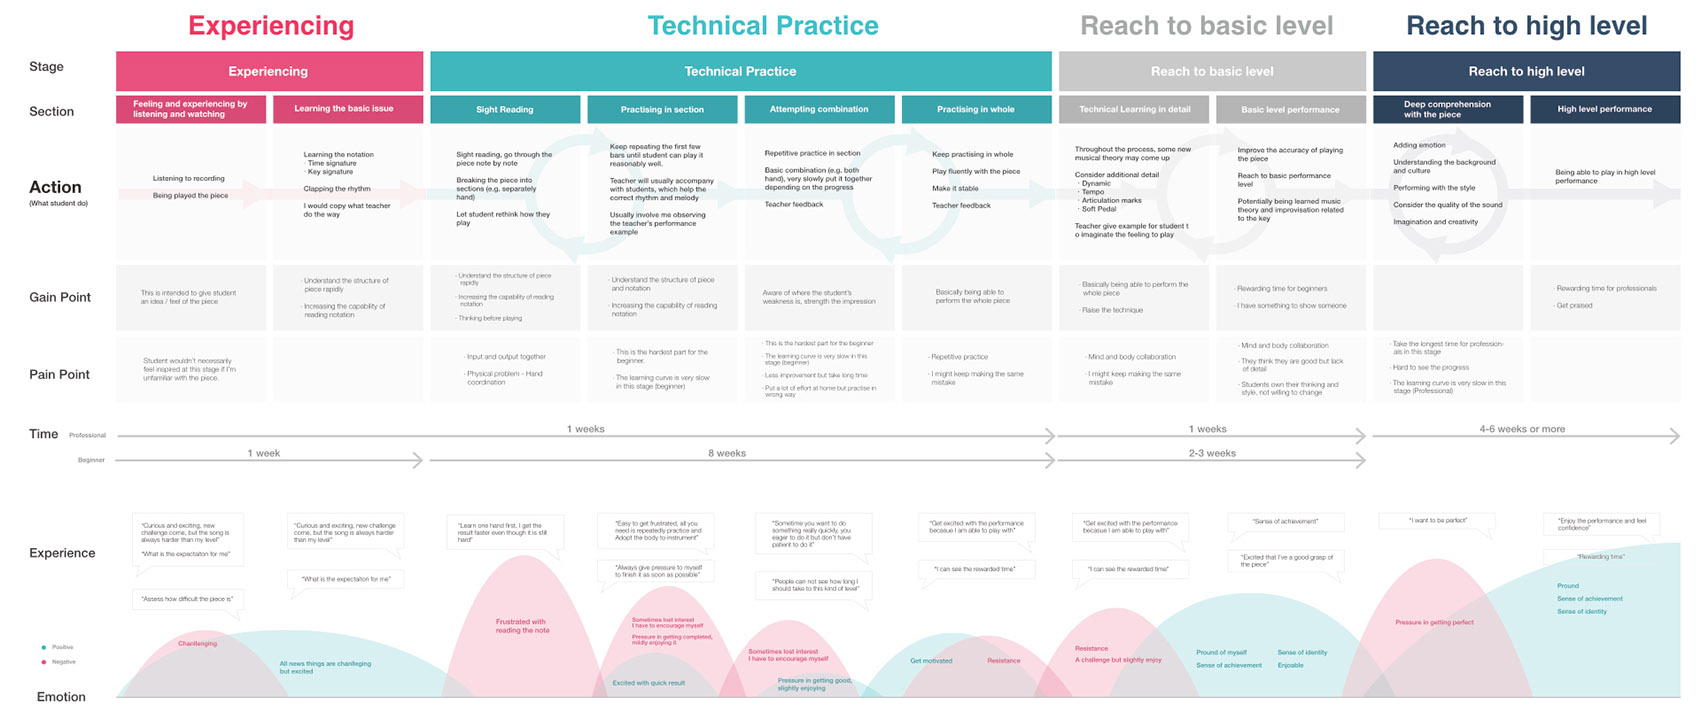 Experiencing
Technical Practice
Reach to basic level
Reach to high level
Stage
Experiencing
Technical Practice
Reach to basic level
Reach to high level
Section
Feeling and experiencing by
listening and watching
Learning the basic issue
Sight Reading
Practising in section
Attempting combination
Practising in whole
Technical Learning in detail
Basic level performance
Deep comprehension
with the piece
High level performance
Action
(What student do)
Listening to recording
Being played the piece
Learning the notation
· Time signature
· Key signature
Clapping the rhythm
I would copy what teacher
do the way
Sight reading, go through the
piece note by note
Breaking the piece into
sections (e.g. separately
hand)
Let student rethink how they
play
Keep repeating the first few
bars until student can play it
reasonably well.
Teacher will usually accompany
with students, which help the
correct rhythm and melody
Usually involve me observing
the teacher's performance
example
Repetitive practice in section
Basic combination (e.g. both
hand), very slowly put it together
depending on the progress
Teacher feedback
Keep practising in whole
Play fluently with the piece
Make it stable
Teacher feedback
Throughout the process, some new
musical theory may come up
Consider additional detail
· Dynamic
· Tempo
· Articulation marks
· Soft Pedal
Teacher give example for student t
o imaginate the feeling to play
Improve the accuracy of playing
the piece
Reach to basic performance
level
Potentially being learned music
theory and improvisation related
to the key
Adding emotion
Understanding the background
and culture
Performing with the style
Consider the quality of the sound
Imagination and creativity
Being able to play in high level
performance
Gain Point
This is intended to give student
an idea / feel of the piece
· Understand the structure of
piece rapidly
· Increasing the capability of
reading notation
· Understand the structure of piece
rapidly
· Increasing the capability of reading
notation
· Thinking before playing
· Understand the structure of piece
and notation
· Increasing the capability of reading
notation
Aware of where the student's
weakness is, strength the impression
Basically being able to
perform the whole piece
· Basically being able to perform the
whole piece
· Raise the technique
· Rewarding time for beginners
· I have something to show someone
· Rewarding time for professionals
· Get praised
Pain Point
Student wouldn't necessarily
feel inspired at this stage if I'm
unfamiliar with the piece.
· Input and output together
· Physical problem - Hand
coordination
· This is the hardest part for the
beginner.
· The learning curve is very slow
in this stage (beginner)
· This is the hardest part for the beginner
· The learning curve is very slow in this
stage (beginner)
· Less improvement but take long time
· Put a lot of effort at home but practise in
wrong way
· Repetitive practice
· I might keep making the same
mistake
· Mind and body collaboration
· I might keep making the same
mistake
· Mind and body collaboration
· They think they are good but lack
of detail
· Students own their thinking and
style, not willing to change
· Take the longest time for profession-
als in this stage
· Hard to see the progress
· The learning curve is very slow in this
stage (Professional)
Time
Professional
1 weeks
1 weeks
4-6 weeks or more
Beginner
1 week
8 weeks
2-3 weeks
Experience
"Curious and exciting, new
challenge come, but the song is
always harder than my level"
"What is the expectaiton for me"
"Assess how difficult the piece is"
"Curious and exciting, new challenge
come, but the song is always harder
than my level"
"What is the expectaiton for me"
"Learn one hand first, I get the
result faster even though it is still
hard"
"Easy to get frustrated, all you
need is repeatedly practice and
Adopt the body to instrument"
"Always give pressure to myself
to finish it as soon as possible"
"Sometime you want to do
something really quickly, you
eager to do it but don't have
patient to do it"
"People can not see how long I
should take to this kind of level"
"Get excited with the performance
becasue I am able to play with"
"I can see the rewarded time"
"Get excited with the performance
becasue I am able to play with"
"I can see the rewarded time"
"Sense of achievement"
"Excited that I've a good grasp of
the piece"
"I want to be perfect"
"Enjoy the performance and feel
confidence"
"Rewarding time"
Positive
Negative
Emotion
Chanllenging
All news things are chanlleging
but excited
Frustrated with
reading the note
Sometimes lost interest
I have to encourage myself
Pressure in getting completed,
mildly enjoying it
Excited with quick result
Sometimes lost interest
I have to encourage myself
Pressure in getting good,
slightly enjoying
Get motivated
Resistance
Resistance
A challenge but slightly enjoy
Pround of myself
Sense of achievement
Sense of identity
Enjoyable
Pressure in getting perfect
Pround
Sense of achievement
Sense of identity